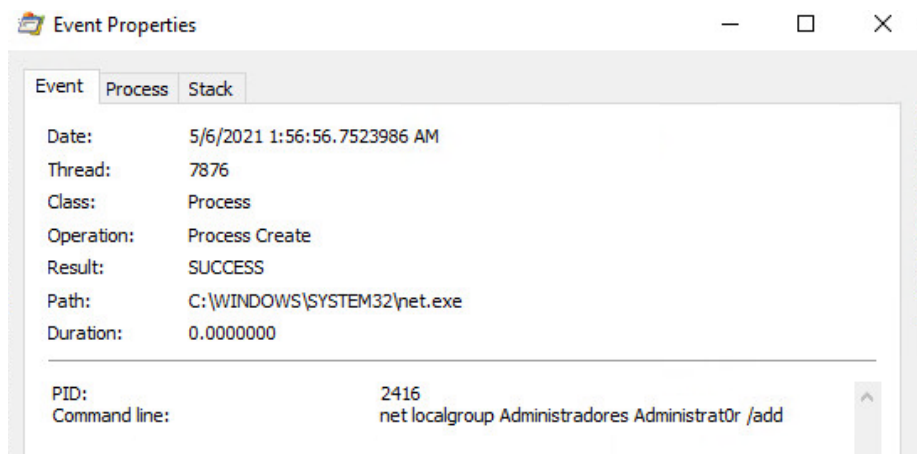 Event Properties
Event Process Stack
Date: 5/6/2021 1:56:56.7523986 AM
Thread: 7876
Class: Process
Operation: Process Create
Result: SUCCESS
Path: C:\WINDOWS\SYSTEM32\net.exe
Duration: 0.0000000
PID: 2416
Command line: net localgroup Administradores Administrat0r /add